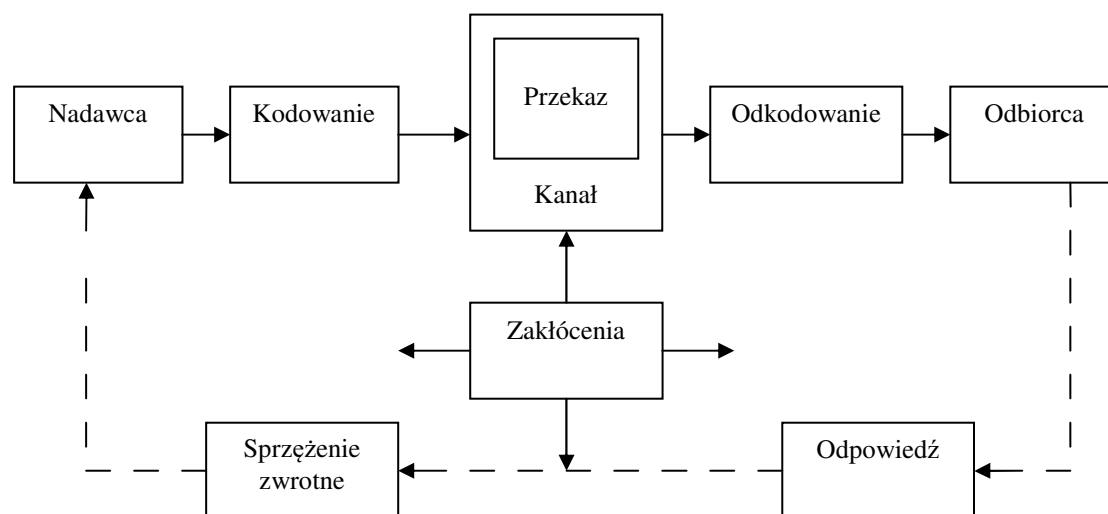 Nadawca
Kodowanie
Przekaz
Kanał
Odkodowanie
Odbiorca
Zakłócenia
Sprzężenie
zwrotne
Odpowiedź